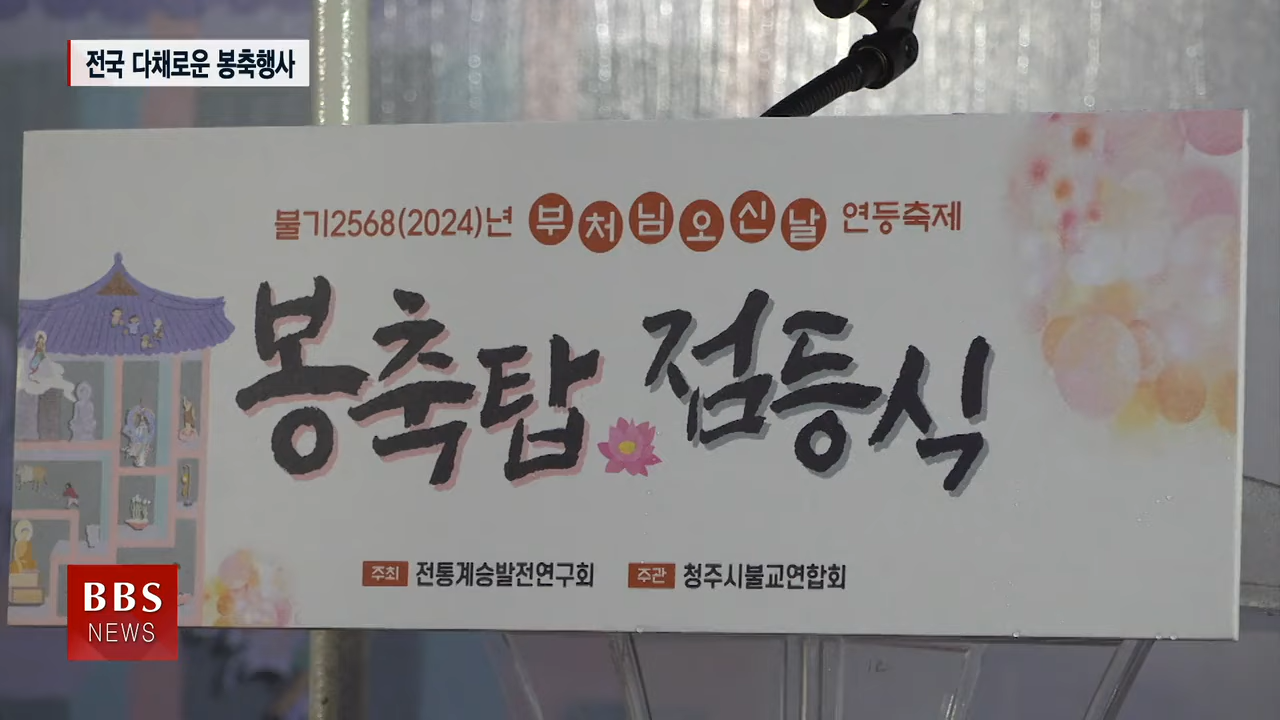 전국 다채로운 봉축행사
불기2568(2024)년 부처님오신날 연등축제
봉축탑 점등식
주최 전통계승발전연구회 주관 청주시불교연합회
BBS
NEWS